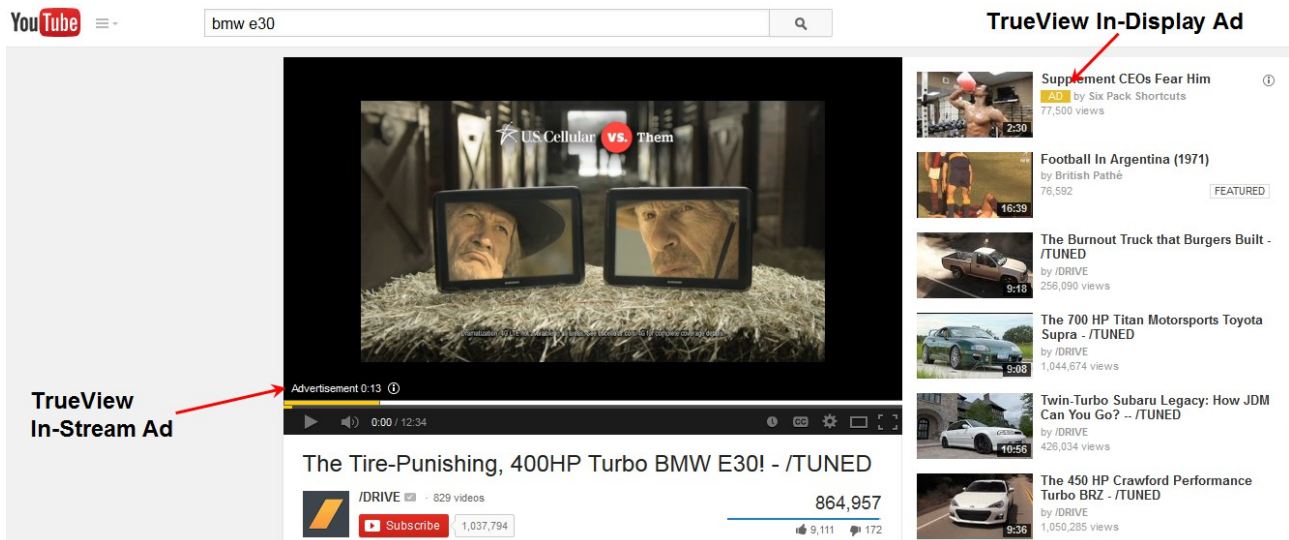 YouTube
bmw e30
TrueView In-Display Ad
U.S. Cellular vs. Them
Advertisement 0:13
TrueView
In-Stream Ad
0:00 / 12:34
CC
The Tire-Punishing, 400HP Turbo BMW E30! - /TUNED
/DRIVE · 829 videos
Subscribe 1,037,794
864,957
9,111 172
Supplement CEOs Fear Him
AD by Six Pack Shortcuts
77,500 views
2:30
Football In Argentina (1971)
by British Pathé
76,592 FEATURED
16:39
The Burnout Truck that Burgers Built -
/TUNED
by /DRIVE
256,090 views
9:18
The 700 HP Titan Motorsports Toyota
Supra - /TUNED
by /DRIVE
1,044,674 views
9:08
Twin-Turbo Subaru Legacy: How JDM
Can You Go? -- /TUNED
by /DRIVE
426,034 views
10:56
The 450 HP Crawford Performance
Turbo BRZ - /TUNED
by /DRIVE
1,050,285 views
9:36